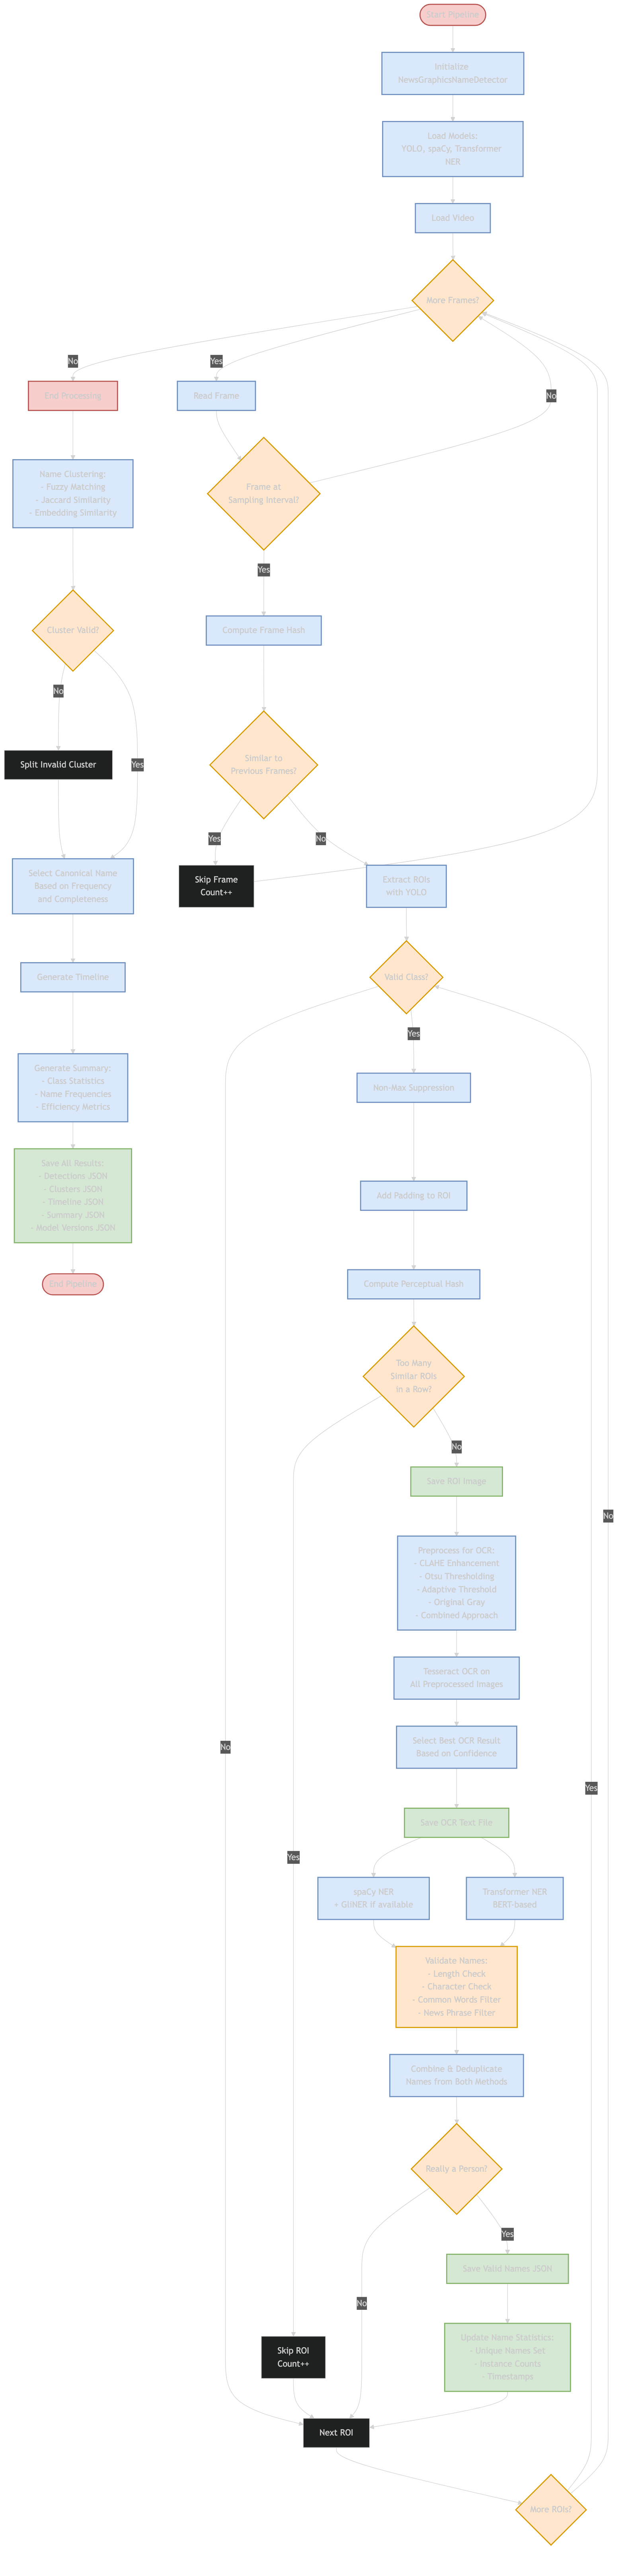 Start Pipeline
Initialize
NewsGraphicsNameDetector
Load Models:
YOLO, spaCy, Transformer
NER
Load Video
More Frames?
No
Yes
End Processing
Read Frame
No
Name Clustering:
- Fuzzy Matching
- Jaccard Similarity
- Embedding Similarity
Frame at
Sampling Interval?
Yes
Compute Frame Hash
Cluster Valid?
No
Yes
Split Invalid Cluster
Similar to
Previous Frames?
Yes
No
Skip Frame
Count++
Extract ROIs
with YOLO
Select Canonical Name
Based on Frequency
and Completeness
Generate Timeline
Valid Class?
Yes
Generate Summary:
- Class Statistics
- Name Frequencies
- Efficiency Metrics
Non-Max Suppression
Save All Results:
- Detections JSON
- Clusters JSON
- Timeline JSON
- Summary JSON
- Model Versions JSON
Add Padding to ROI
End Pipeline
Compute Perceptual Hash
Too Many
Similar ROIs
in a Row?
No
Save ROI Image
No
Preprocess for OCR:
- CLAHE Enhancement
- Otsu Thresholding
- Adaptive Threshold
- Original Gray
- Combined Approach
Tesseract OCR on
All Preprocessed Images
Select Best OCR Result
Based on Confidence
No
Yes
Save OCR Text File
Yes
spaCy NER
+ GliNER if available
Transformer NER
BERT-based
Validate Names:
- Length Check
- Character Check
- Common Words Filter
- News Phrase Filter
Combine & Deduplicate
Names from Both Methods
Really a Person?
Yes
No
Save Valid Names JSON
Skip ROI
Count++
Update Name Statistics:
- Unique Names Set
- Instance Counts
- Timestamps
Next ROI
More ROIs?